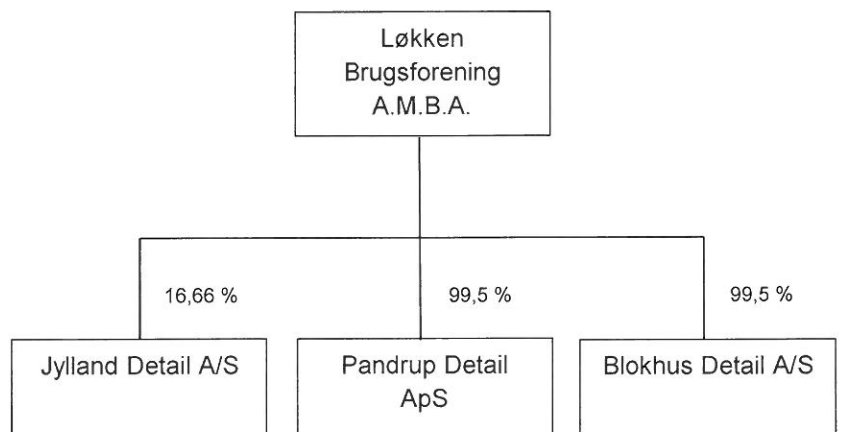 Løkken
Brugsforening
A.M.B.A.
16,66 %
99,5 %
99,5 %
Jylland Detail A/S
Pandrup Detail
ApS
Blokhus Detail A/S